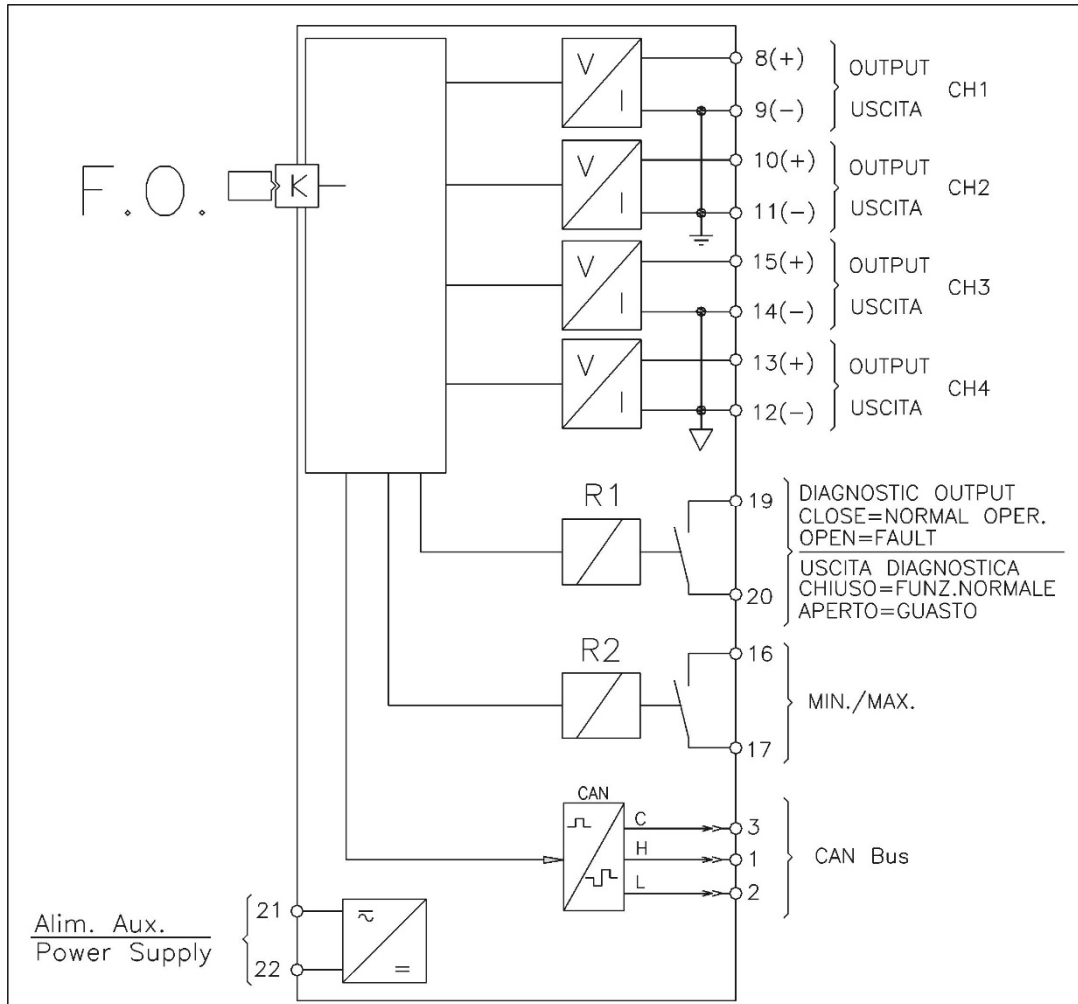 F.O.
K
V
I
8(+)
9(-)
OUTPUT
USCITA
CH1
V
I
10(+)
11(-)
OUTPUT
USCITA
CH2
V
I
15(+)
14(-)
OUTPUT
USCITA
CH3
V
I
13(+)
12(-)
OUTPUT
USCITA
CH4
R1
19
20
DIAGNOSTIC OUTPUT
CLOSE=NORMAL OPER.
OPEN=FAULT
USCITA DIAGNOSTICA
CHIUSO=FUNZ.NORMALE
APERTO=GUASTO
R2
16
17
MIN./MAX.
CAN
C
H
L
3
1
2
CAN Bus
Alim. Aux.
Power Supply
21
22